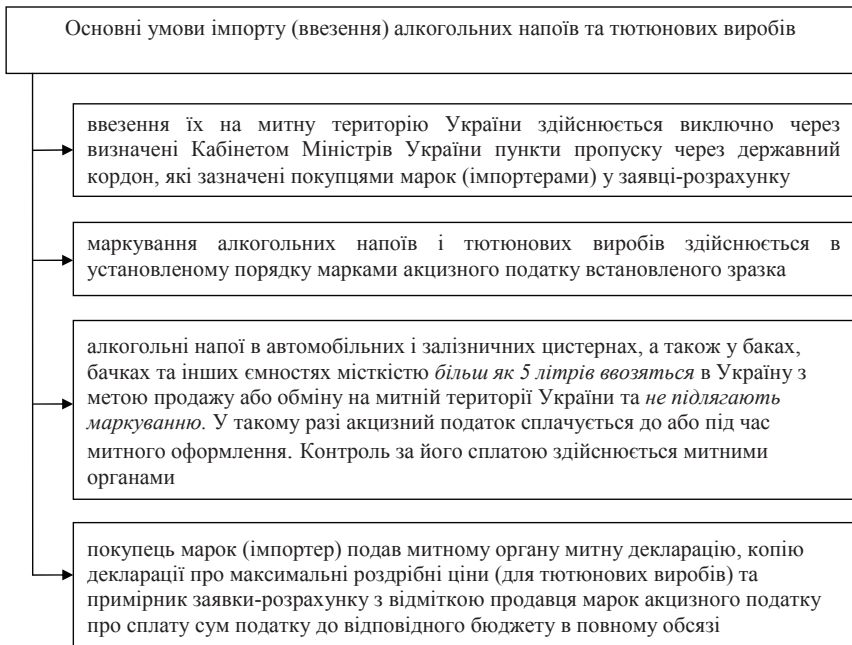 Основні умови імпорту (ввезення) алкогольних напоїв та тютюнових виробів
ввезення їх на митну територію України здійснюється виключно через
визначені Кабінетом Міністрів України пункти пропуску через державний
кордон, які зазначені покупцями марок (імпортерами) у заявці-розрахунку
маркування алкогольних напоїв і тютюнових виробів здійснюється в
установленому порядку марками акцизного податку встановленого зразка
алкогольні напої в автомобільних і залізничних цистернах, а також у баках,
бачках та інших ємностях місткістю більш як 5 літрів ввозяться в Україну з
метою продажу або обміну на митній території України та не підлягають
маркуванню. У такому разі акцизний податок сплачується до або під час
митного оформлення. Контроль за його сплатою здійснюється митними
органами
покупець марок (імпортер) подав митному органу митну декларацію, копію
декларації про максимальні роздрібні ціни (для тютюнових виробів) та
примірник заявки-розрахунку з відміткою продавця марок акцизного податку
про сплату сум податку до відповідного бюджету в повному обсязі